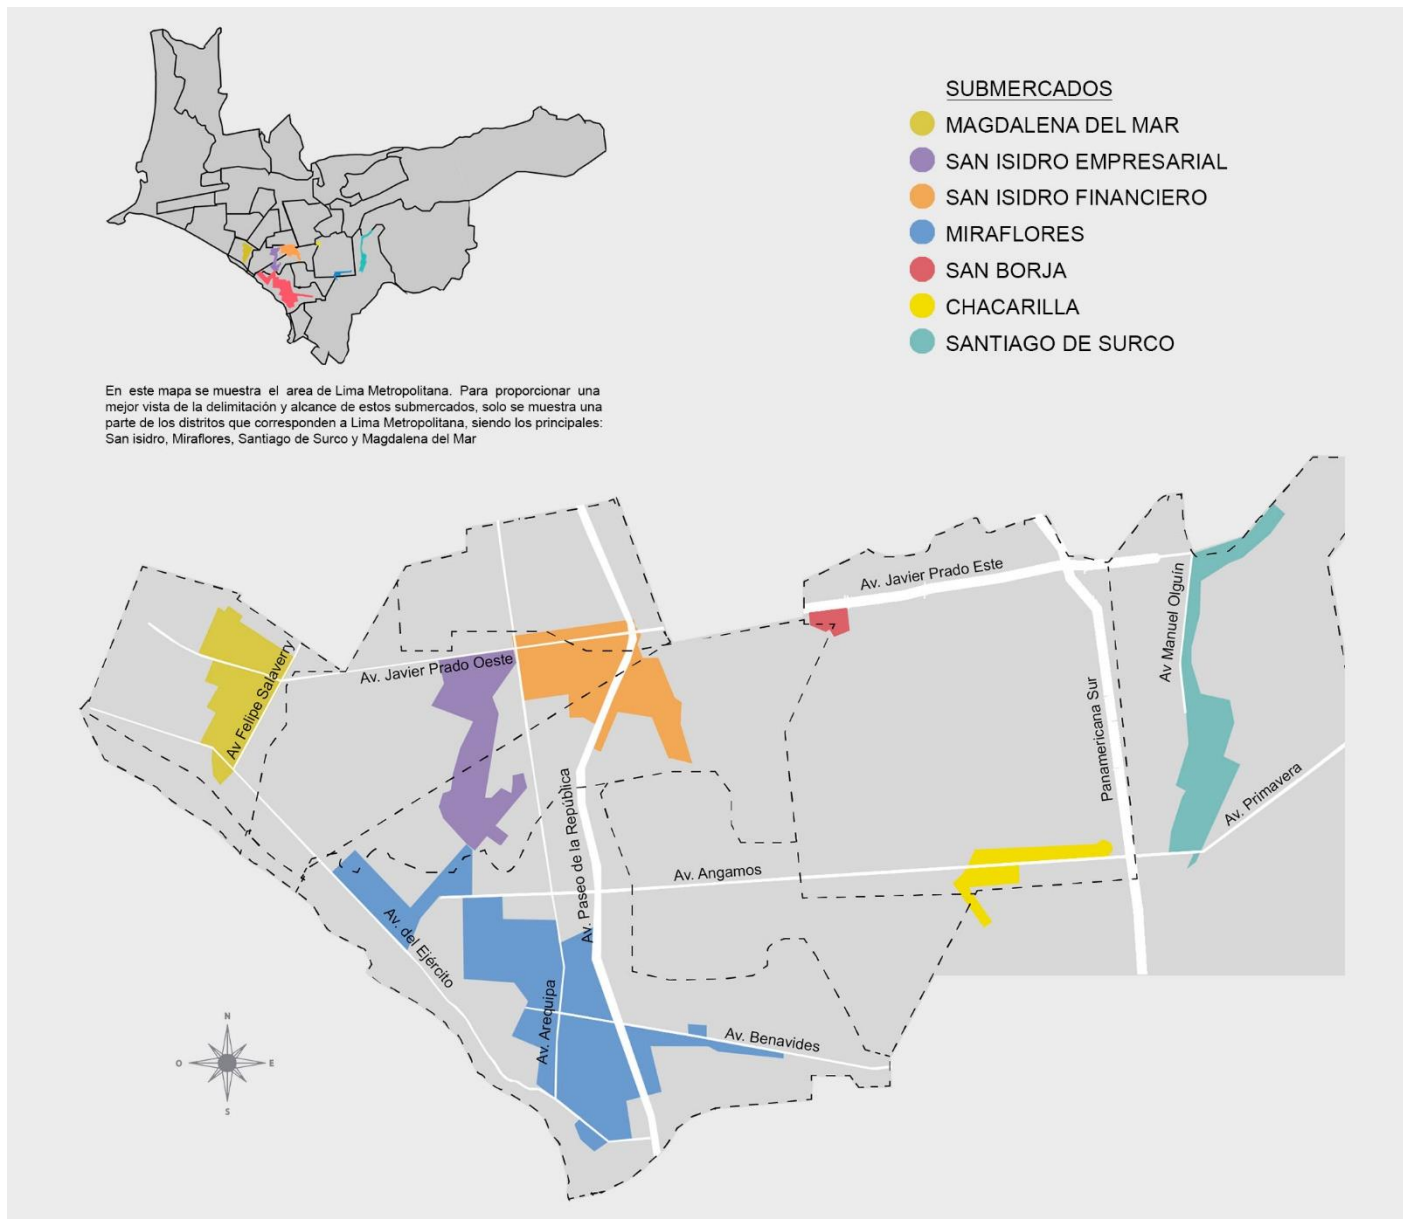 SUBMERCADOS
MAGDALENA DEL MAR
SAN ISIDRO EMPRESARIAL
SAN ISIDRO FINANCIERO
MIRAFLORES
SAN BORJA
CHACARILLA
SANTIAGO DE SURCO
En este mapa se muestra el area de Lima Metropolitana. Para proporcionar una
mejor vista de la delimitación y alcance de estos submercados, solo se muestra una
parte de los distritos que corresponden a Lima Metropolitana, siendo los principales:
San isidro, Miraflores, Santiago de Surco y Magdalena del Mar
Av. Javier Prado Este
Av Manuel Olguín
Av. Javier Prado Oeste
Av Felipe Salaverry
Panamericana Sur
Av. Primavera
Av. Paseo de la República
Av. Angamos
Av. del Ejército
Av. Arequipa
Av. Benavides
N
O
E
S